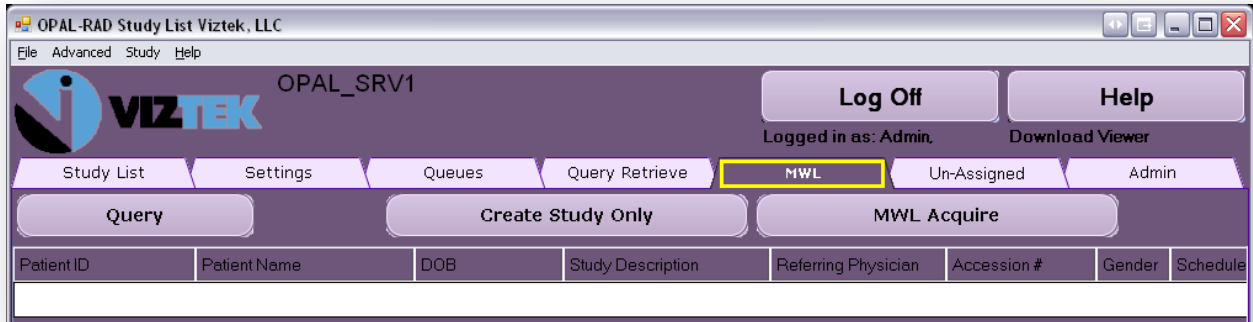 OPAL-RAD Study List Viztek, LLC
File Advanced Study Help
VIZTEK
OPAL_SRV1
Log Off
Help
Logged in as: Admin,
Download Viewer
Study List Settings Queues Query Retrieve MWL Un-Assigned Admin
Query Create Study Only MWL Acquire
Patient ID Patient Name DOB Study Description Referring Physician Accession # Gender Schedule